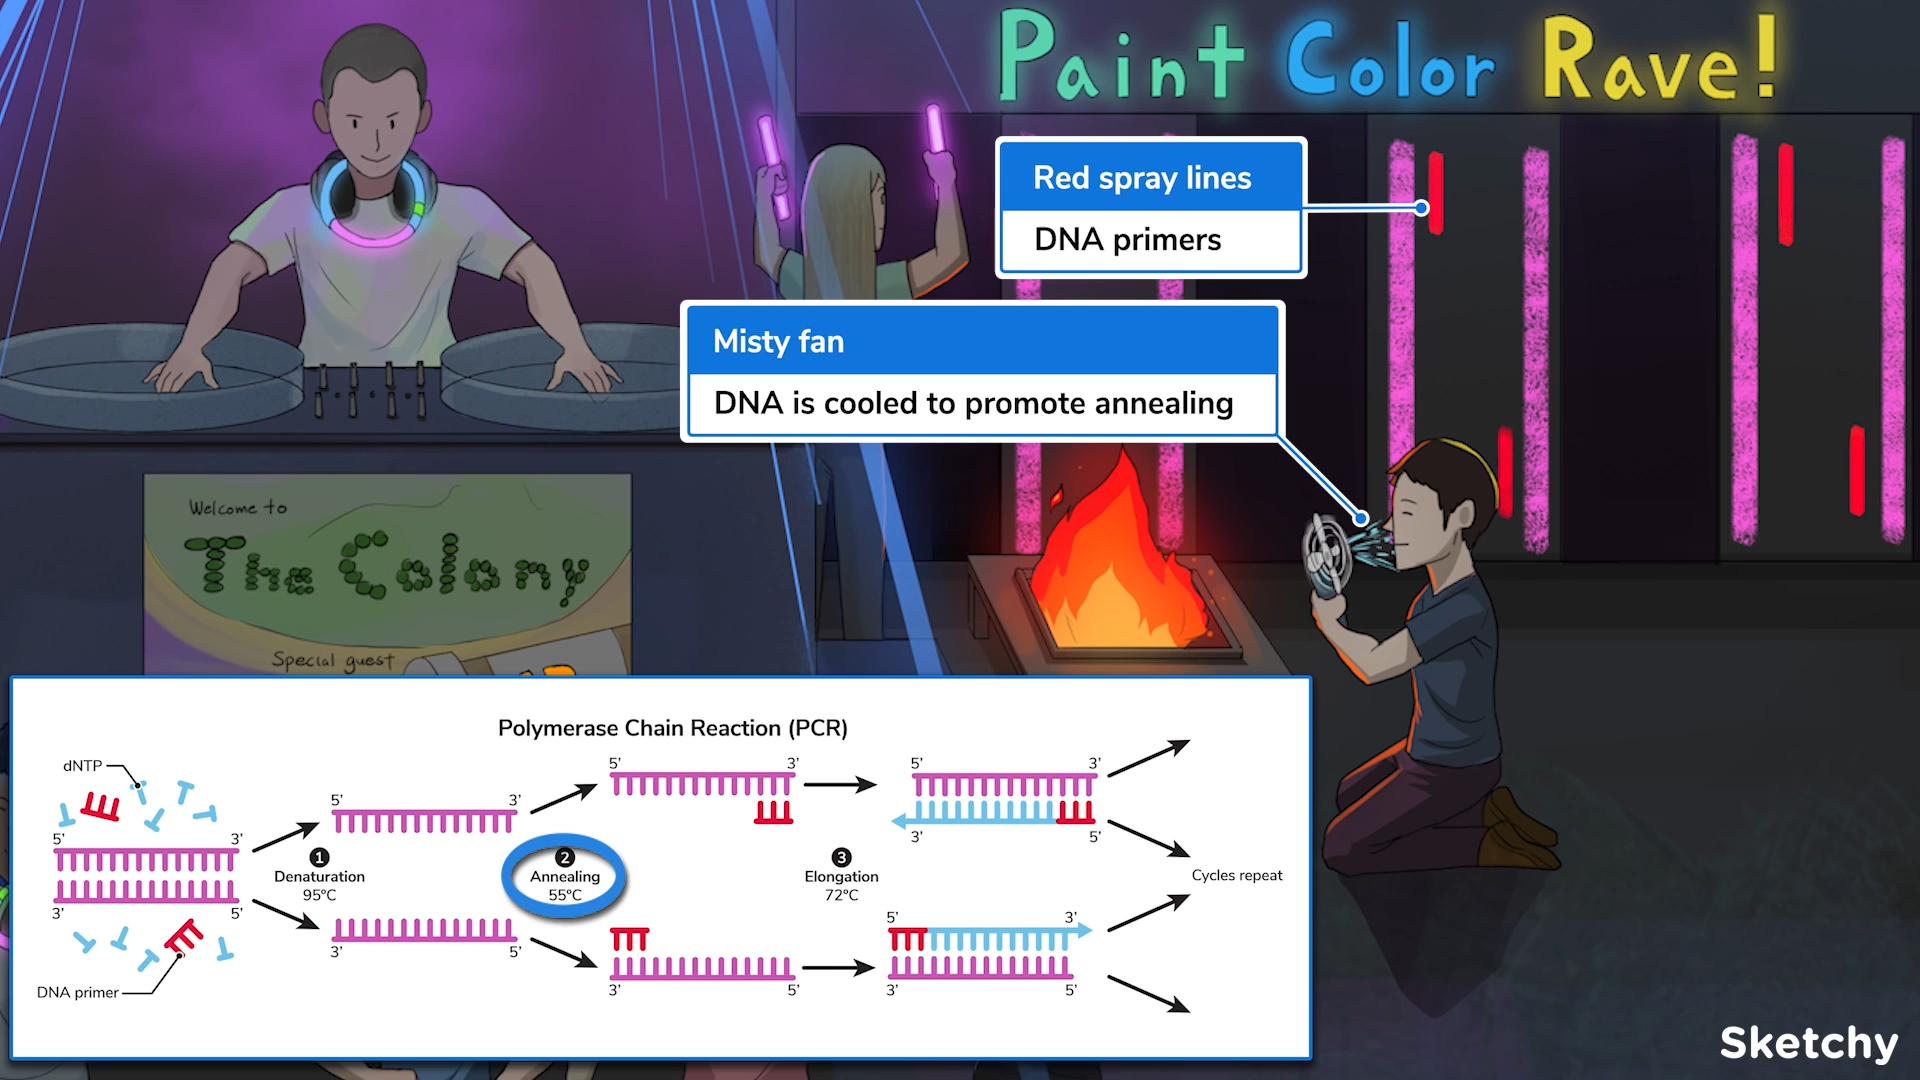 Paint Color Rave!
Red spray lines
DNA primers
Misty fan
DNA is cooled to promote annealing
Welcome to
The Colony
Special guest
Polymerase Chain Reaction (PCR)
dNTP
5’ 3’
3’ 5’
DNA primer
5’ 3’
1
Denaturation
95°C
3’ 5’
5’ 3’
2
Annealing
55°C
3’ 5’
5’ 3’
3’ 5’
3
Elongation
72°C
5’ 3’
3’ 5’
Cycles repeat
Sketchy